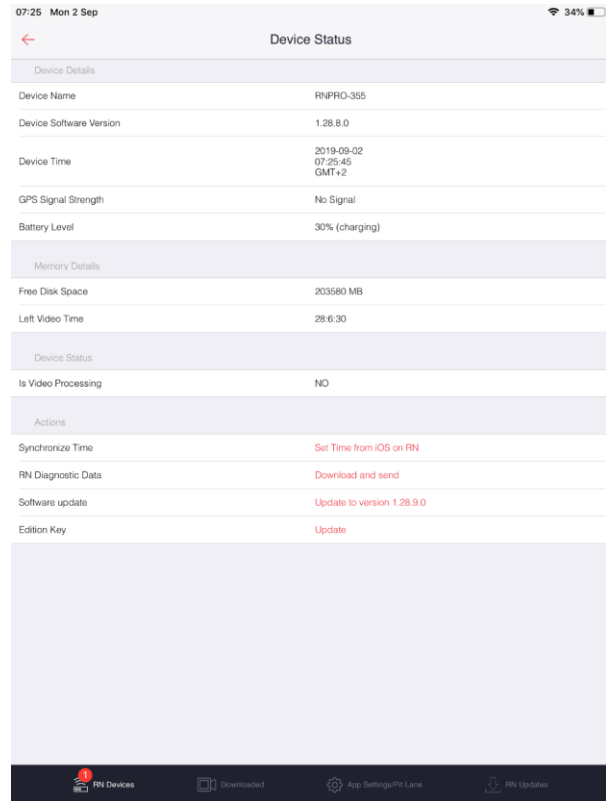 07:25 Mon 2 Sep 34%
Device Status
Device Details
Device Name RNPRO-355
Device Software Version 1.28.8.0
Device Time 2019-09-02
07:25:45
GMT+2
GPS Signal Strength No Signal
Battery Level 30% (charging)
Memory Details
Free Disk Space 203580 MB
Left Video Time 28:6:30
Device Status
Is Video Processing NO
Actions
Synchronize Time Set Time from iOS on RN
RN Diagnostic Data Download and send
Software update Update to version 1.28.9.0
Edition Key Update
1
RN Devices Downloaded App Settings/Pit Lane RN Updates